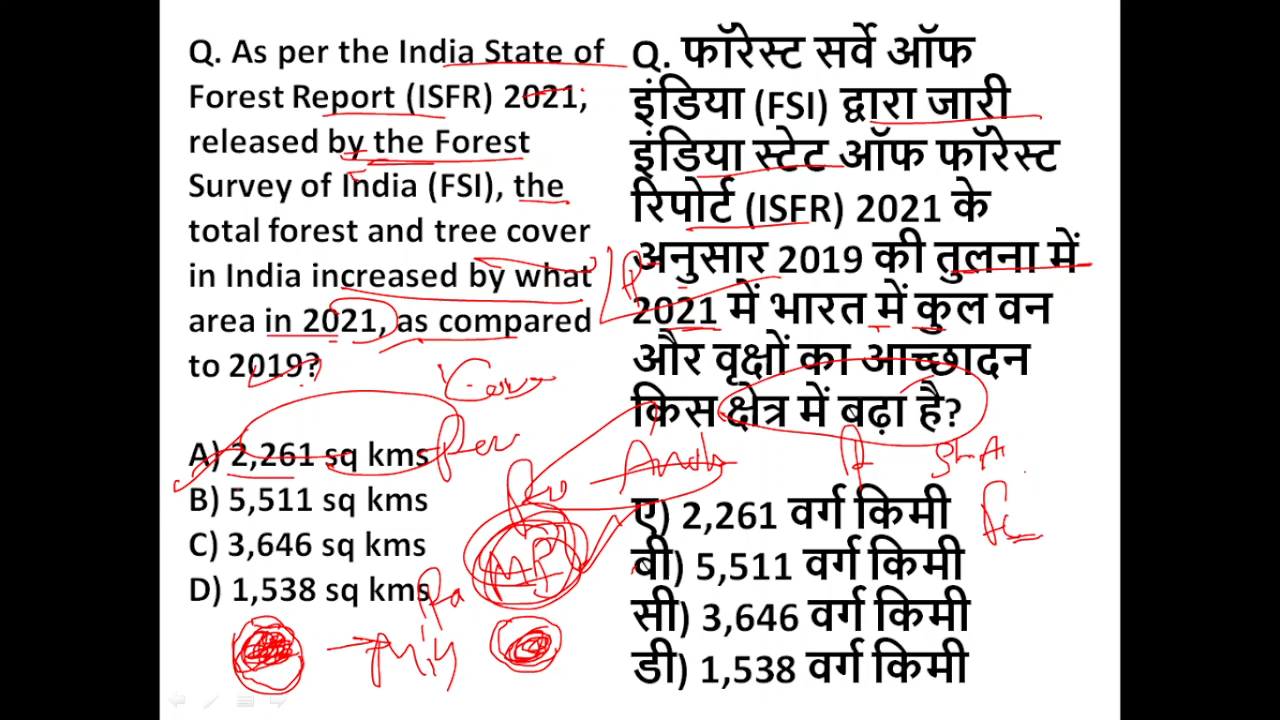 Q. As per the India State of
Forest Report (ISFR) 2021,
released by the Forest
Survey of India (FSI), the
total forest and tree cover
in India increased by what
area in 2021, as compared
to 2019?
A) 2,261 sq kms
B) 5,511 sq kms
C) 3,646 sq kms
D) 1,538 sq kms
Q. फॉरेस्ट सर्वे ऑफ
इंडिया (FSI) द्वारा जारी
इंडिया स्टेट ऑफ फॉरेस्ट
रिपोर्ट (ISFR) 2021 के
अनुसार 2019 की तुलना में
2021 में भारत में कुल वन
और वृक्षों का आच्छादन
किस क्षेत्र में बढ़ा है?
ए) 2,261 वर्ग किमी
बी) 5,511 वर्ग किमी
सी) 3,646 वर्ग किमी
डी) 1,538 वर्ग किमी
MP